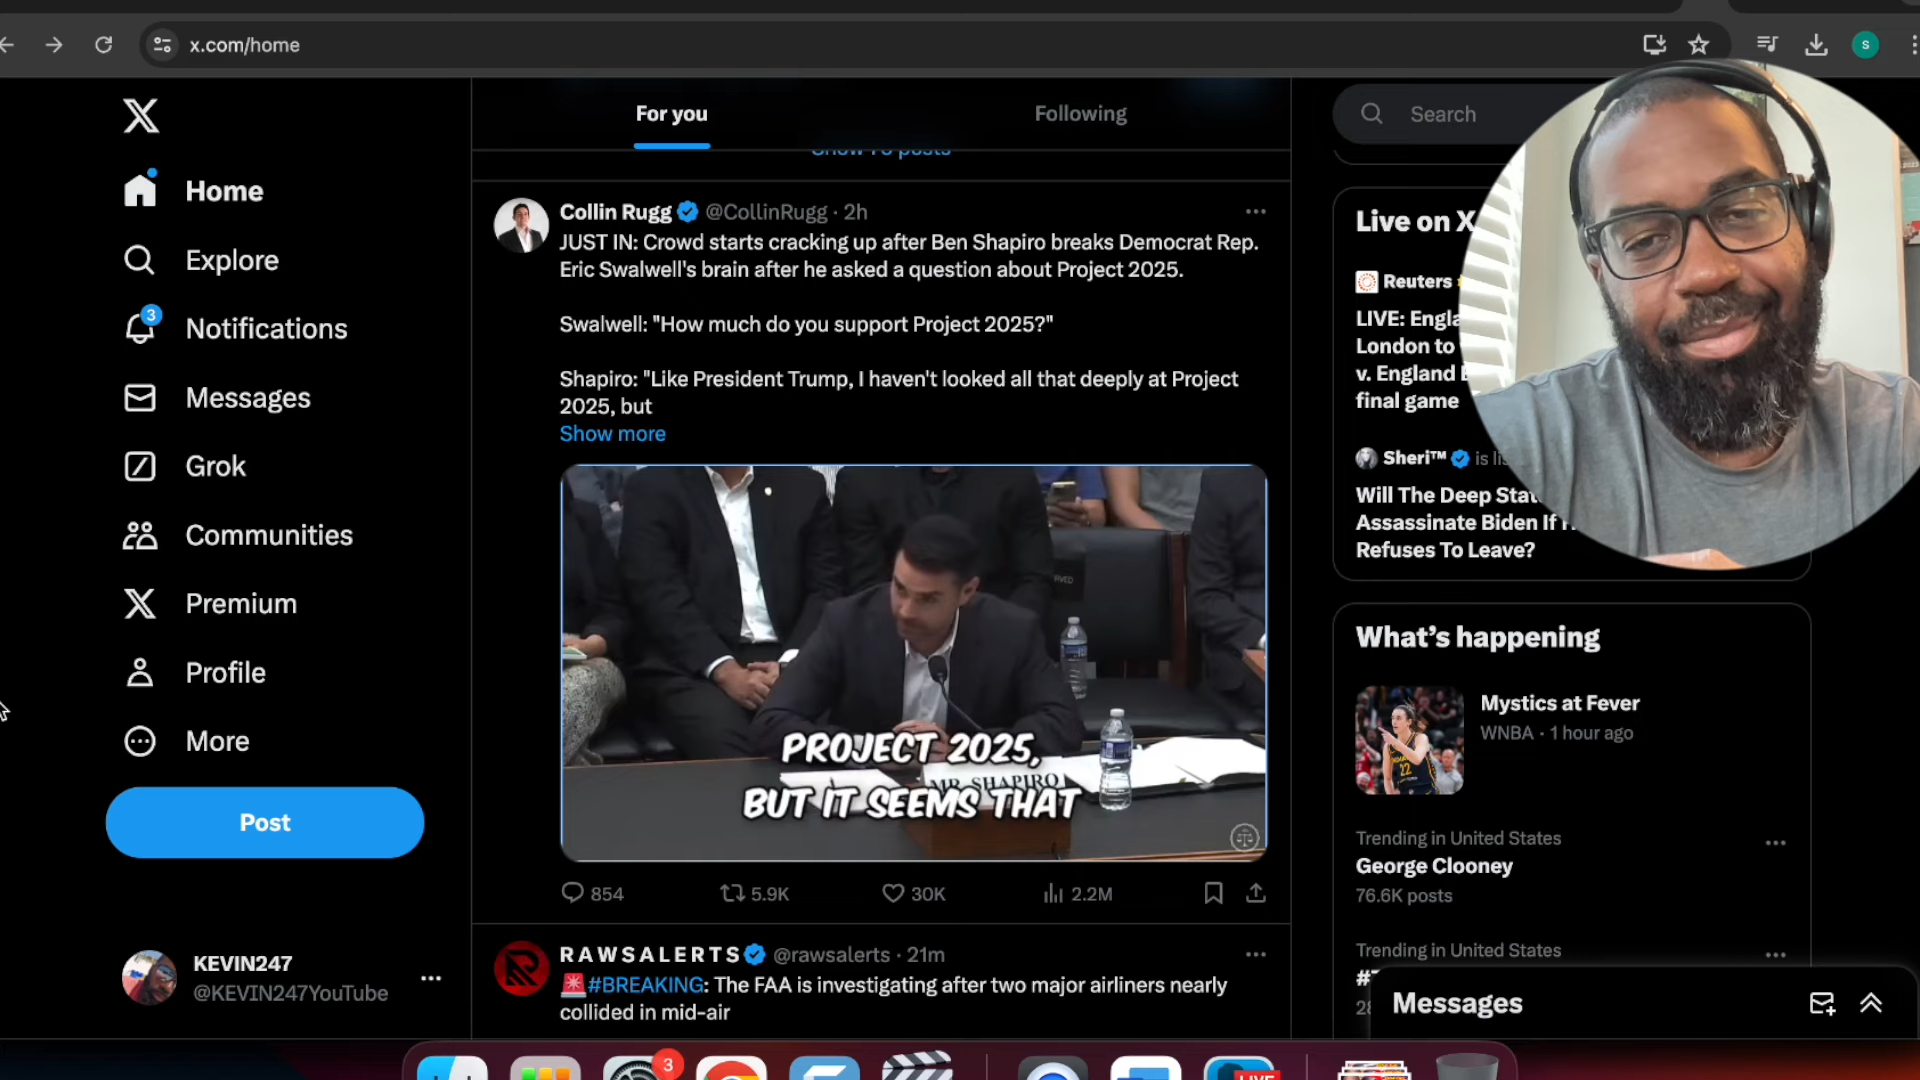 x.com/home
S
Home
Explore
3
Notifications
Messages
Grok
Communities
Premium
Profile
More
Post
KEVIN247
@KEVIN247YouTube
For you
Following
posts
Collin Rugg @CollinRugg · 2h
JUST IN: Crowd starts cracking up after Ben Shapiro breaks Democrat Rep.
Eric Swalwell's brain after he asked a question about Project 2025.
Swalwell: "How much do you support Project 2025?"
Shapiro: "Like President Trump, I haven't looked all that deeply at Project
2025, but
Show more
PROJECT 2025,
MR. SHAPIRO
BUT IT SEEMS THAT
854
5.9K
30K
2.2M
RAWSALERTS @rawsalerts · 21m
#BREAKING: The FAA is investigating after two major airliners nearly
collided in mid-air
Search
Live on X
Reuters
LIVE:
London to
v. England
final game
Sheri™ is
Will The Deep
Assassinate Biden If
Refuses To Leave?
What's happening
Mystics at Fever
WNBA · 1 hour ago
22
Trending in United States
George Clooney
76.6K posts
Trending in United States
Messages
3
LIVE